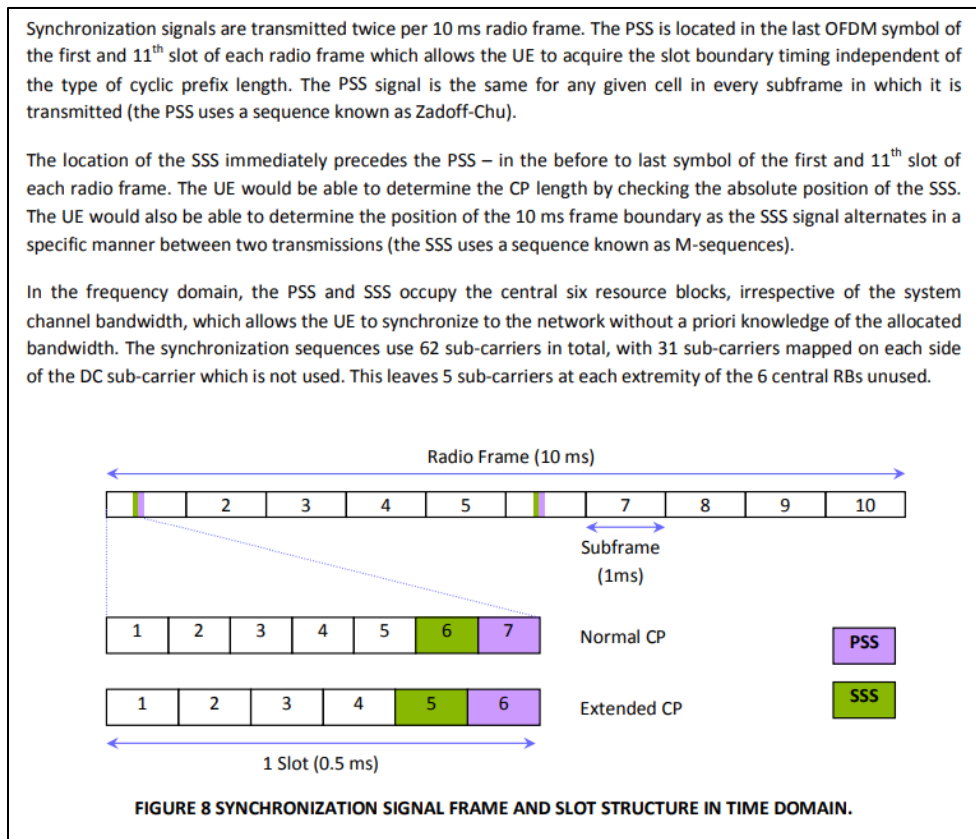 Synchronization signals are transmitted twice per 10 ms radio frame. The PSS is located in the last OFDM symbol of
the first and 11th slot of each radio frame which allows the UE to acquire the slot boundary timing independent of
the type of cyclic prefix length. The PSS signal is the same for any given cell in every subframe in which it is
transmitted (the PSS uses a sequence known as Zadoff-Chu).
The location of the SSS immediately precedes the PSS – in the before to last symbol of the first and 11th slot of
each radio frame. The UE would be able to determine the CP length by checking the absolute position of the SSS.
The UE would also be able to determine the position of the 10 ms frame boundary as the SSS signal alternates in a
specific manner between two transmissions (the SSS uses a sequence known as M-sequences).
In the frequency domain, the PSS and SSS occupy the central six resource blocks, irrespective of the system
channel bandwidth, which allows the UE to synchronize to the network without a priori knowledge of the allocated
bandwidth. The synchronization sequences use 62 sub-carriers in total, with 31 sub-carriers mapped on each side
of the DC sub-carrier which is not used. This leaves 5 sub-carriers at each extremity of the 6 central RBs unused.
Radio Frame (10 ms)
2 3 4 5 7 8 9 10
Subframe
(1ms)
1 2 3 4 5 6 7 Normal CP PSS
1 2 3 4 5 6 Extended CP SSS
1 Slot (0.5 ms)
FIGURE 8 SYNCHRONIZATION SIGNAL FRAME AND SLOT STRUCTURE IN TIME DOMAIN.